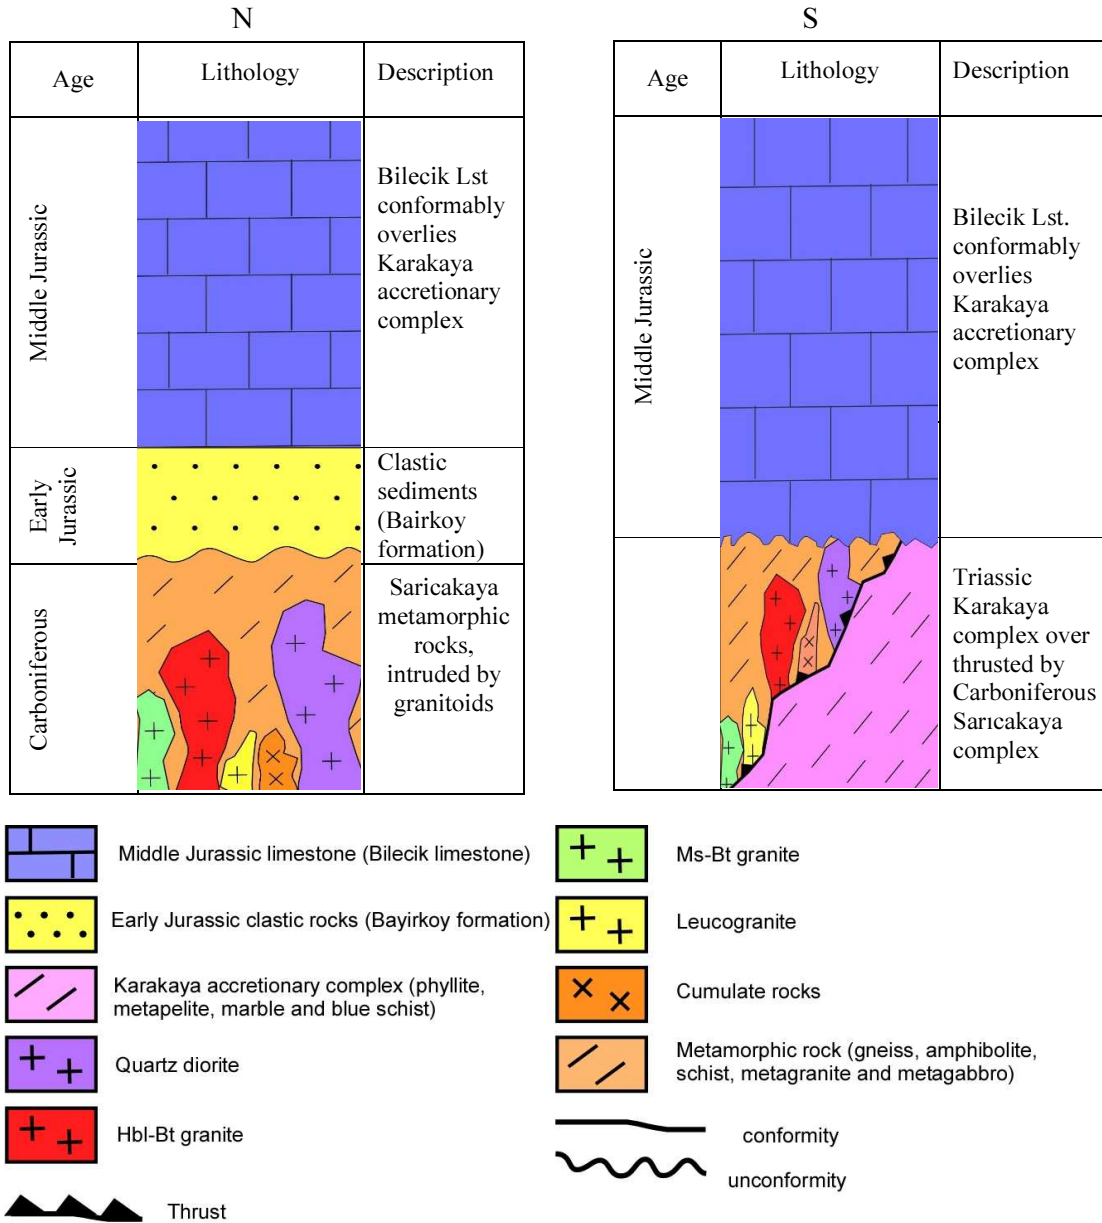 N
Age
Lithology
Description
Middle Jurassic
Bilecik Lst
conformably
overlies
Karakaya
accretionary
complex
Early
Jurassic
Clastic
sediments
(Bairkoy
formation)
Carboniferous
Saricakaya
metamorphic
rocks,
intruded by
granitoids
S
Age
Lithology
Description
Middle Jurassic
Bilecik Lst.
conformably
overlies
Karakaya
accretionary
complex
Triassic
Karakaya
complex over
thrusted by
Carboniferous
Sarıcakaya
complex
Middle Jurassic limestone (Bilecik limestone)
Early Jurassic clastic rocks (Bayirkoy formation)
Karakaya accretionary complex (phyllite,
metapelite, marble and blue schist)
Quartz diorite
Hbl-Bt granite
Thrust
Ms-Bt granite
Leucogranite
Cumulate rocks
Metamorphic rock (gneiss, amphibolite,
schist, metagranite and metagabbro)
conformity
unconformity